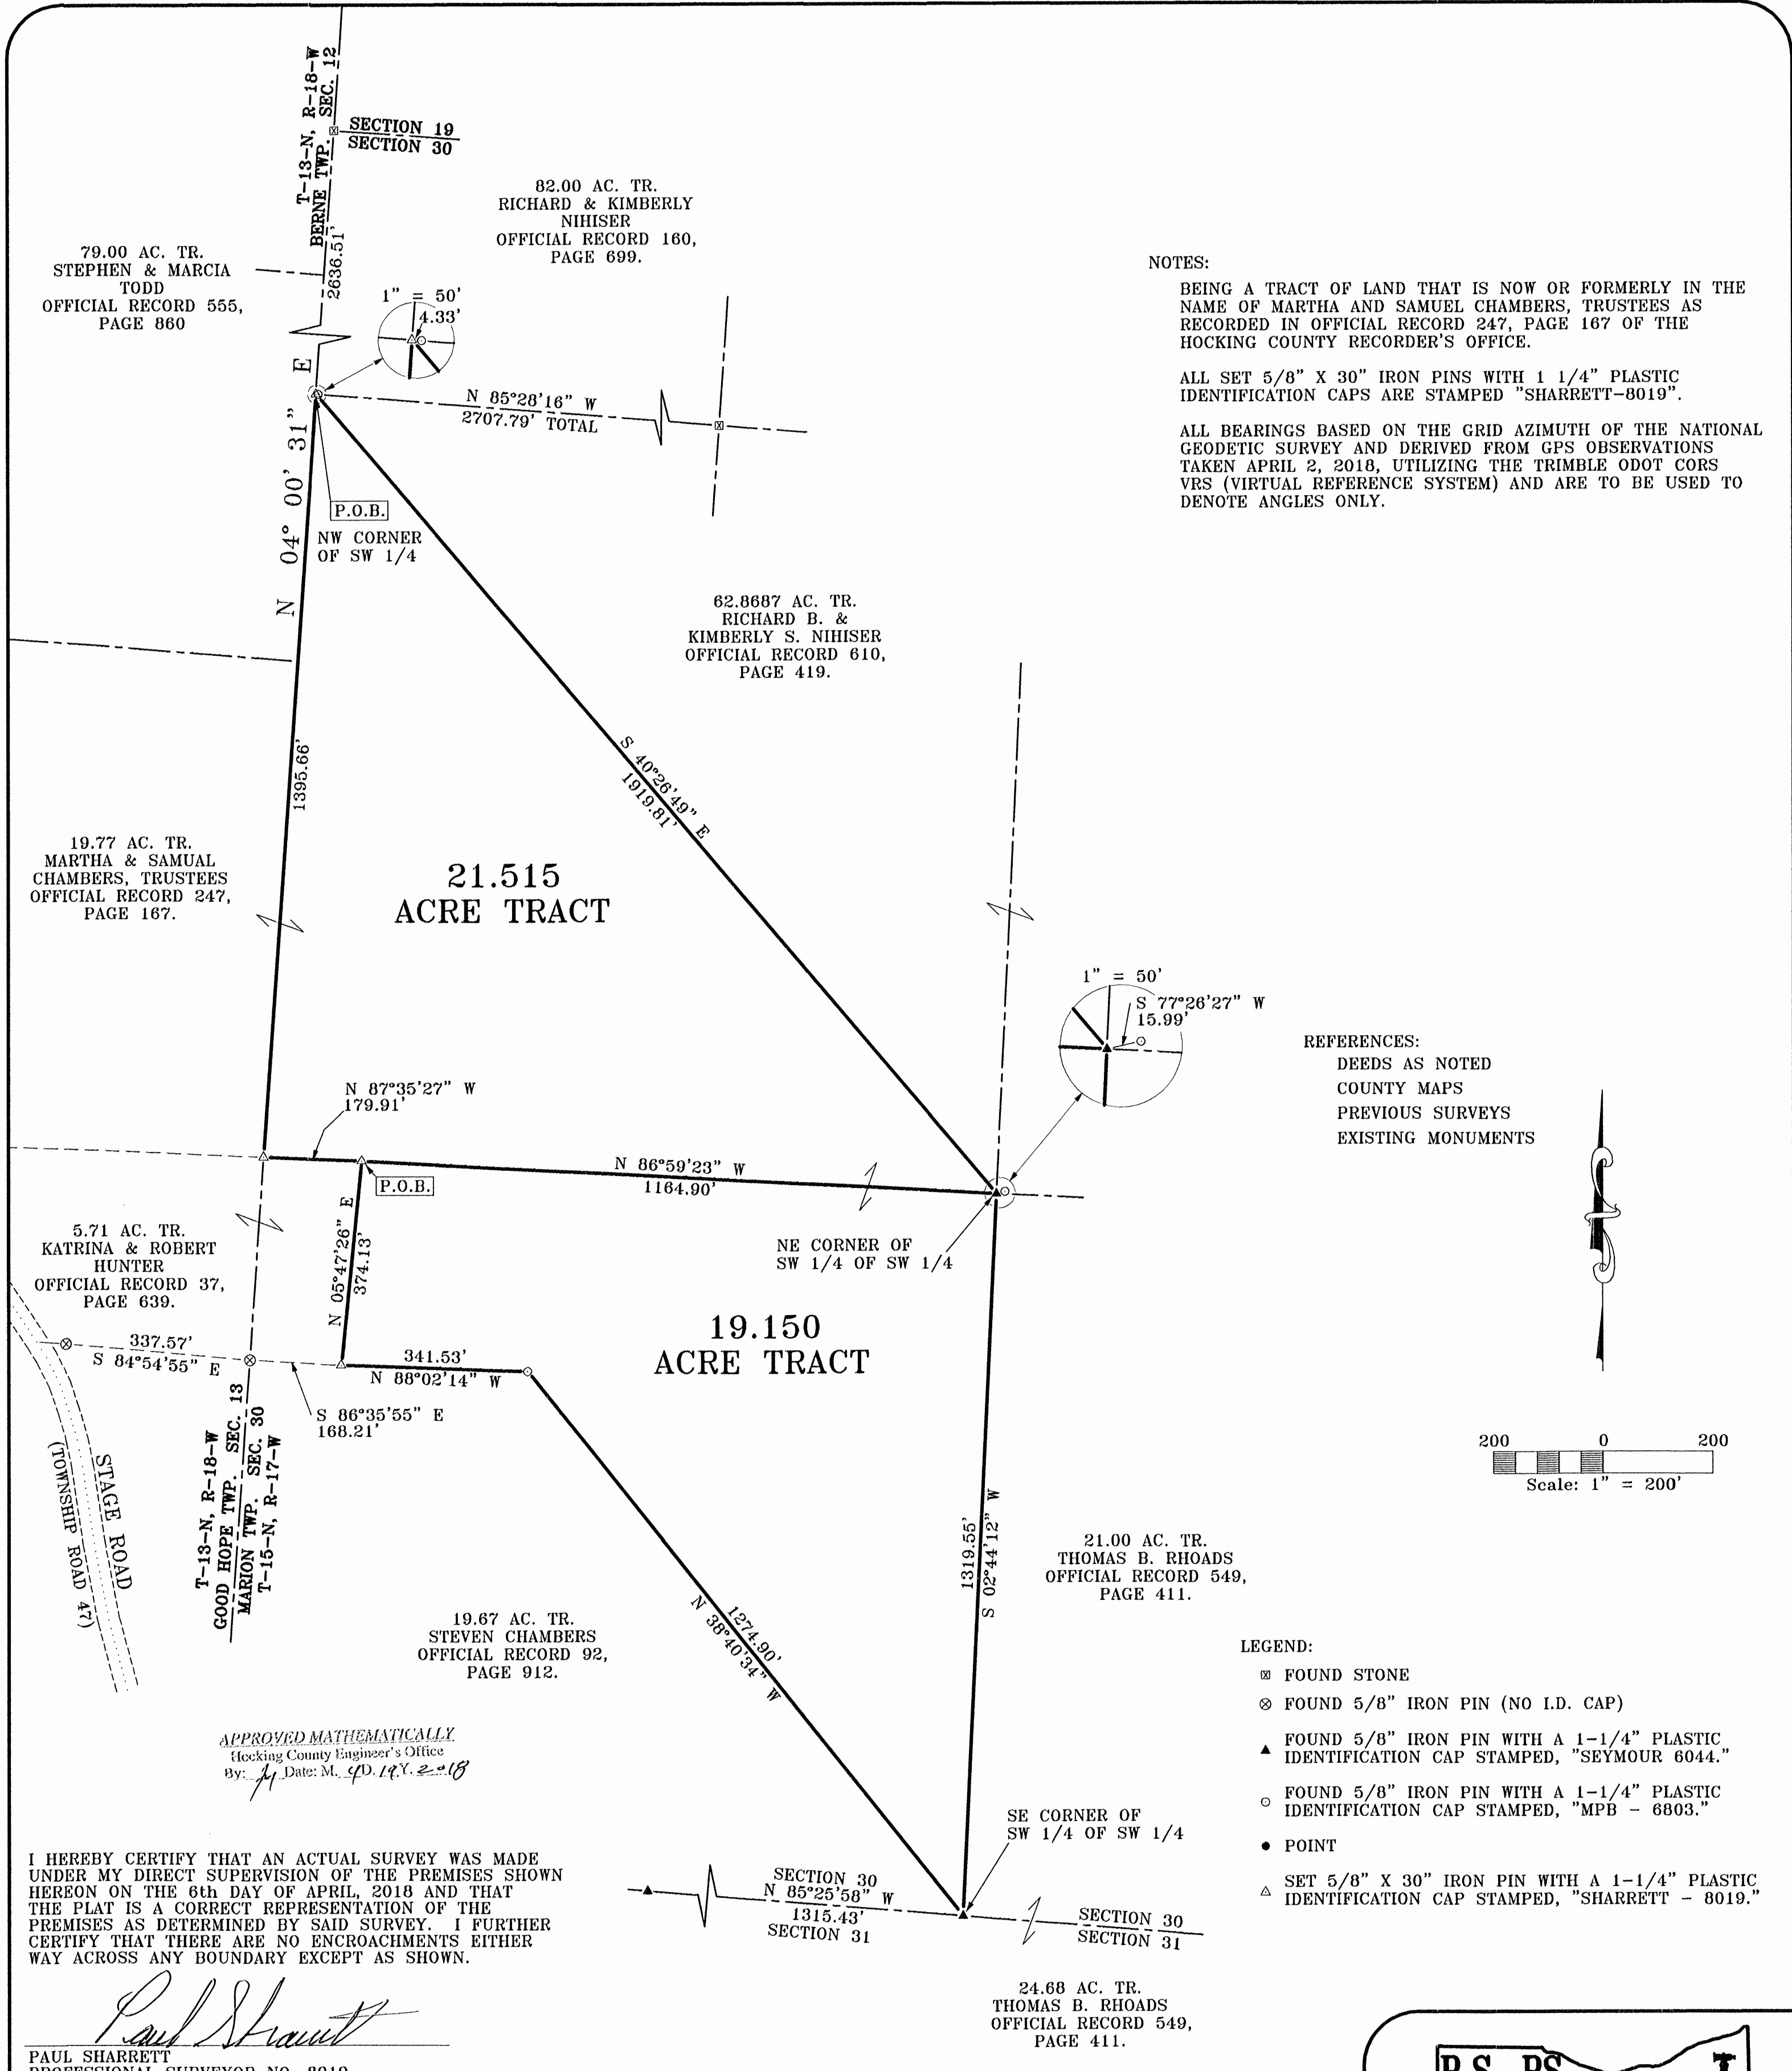 T-13-N, R-18-W
BERNE TWP. SEC. 12
SECTION 19
SECTION 30
2636.51'
82.00 AC. TR.
RICHARD & KIMBERLY
NIHISER
OFFICIAL RECORD 160,
PAGE 699.
79.00 AC. TR.
STEPHEN & MARCIA
TODD
OFFICIAL RECORD 555,
PAGE 860
1" = 50'
4.33'
N 85°28'16" W
2707.79' TOTAL
N 04° 00' 31" E
P.O.B.
NW CORNER
OF SW 1/4
NOTES:
BEING A TRACT OF LAND THAT IS NOW OR FORMERLY IN THE
NAME OF MARTHA AND SAMUEL CHAMBERS, TRUSTEES AS
RECORDED IN OFFICIAL RECORD 247, PAGE 167 OF THE
HOCKING COUNTY RECORDER'S OFFICE.
ALL SET 5/8" X 30" IRON PINS WITH 1 1/4" PLASTIC
IDENTIFICATION CAPS ARE STAMPED "SHARRETT-8019".
ALL BEARINGS BASED ON THE GRID AZIMUTH OF THE NATIONAL
GEODETIC SURVEY AND DERIVED FROM GPS OBSERVATIONS
TAKEN APRIL 2, 2018, UTILIZING THE TRIMBLE ODOT CORS
VRS (VIRTUAL REFERENCE SYSTEM) AND ARE TO BE USED TO
DENOTE ANGLES ONLY.
62.8687 AC. TR.
RICHARD B. &
KIMBERLY S. NIHISER
OFFICIAL RECORD 610,
PAGE 419.
1395.66'
S 40°26'49" E
1919.81'
19.77 AC. TR.
MARTHA & SAMUAL
CHAMBERS, TRUSTEES
OFFICIAL RECORD 247,
PAGE 167.
21.515
ACRE TRACT
1" = 50'
S 77°26'27" W
15.99'
REFERENCES:
DEEDS AS NOTED
COUNTY MAPS
PREVIOUS SURVEYS
EXISTING MONUMENTS
N 87°35'27" W
179.91'
N 86°59'23" W
1164.90'
P.O.B.
N 05°47'26" E
374.13'
NE CORNER OF
SW 1/4 OF SW 1/4
5.71 AC. TR.
KATRINA & ROBERT
HUNTER
OFFICIAL RECORD 37,
PAGE 639.
337.57'
S 84°54'55" E
341.53'
N 88°02'14" W
S 86°35'55" E
168.21'
19.150
ACRE TRACT
STAGE ROAD
(TOWNSHIP ROAD 47)
T-13-N, R-18-W
GOOD HOPE TWP. SEC. 13
MARION TWP. SEC. 30
T-15-N, R-17-W
200 0 200
Scale: 1" = 200'
1319.55'
S 02°44'12" W
21.00 AC. TR.
THOMAS B. RHOADS
OFFICIAL RECORD 549,
PAGE 411.
1274.90'
N 38°40'34" W
19.67 AC. TR.
STEVEN CHAMBERS
OFFICIAL RECORD 92,
PAGE 912.
LEGEND:
FOUND STONE
FOUND 5/8" IRON PIN (NO I.D. CAP)
FOUND 5/8" IRON PIN WITH A 1-1/4" PLASTIC
IDENTIFICATION CAP STAMPED, "SEYMOUR 6044."
FOUND 5/8" IRON PIN WITH A 1-1/4" PLASTIC
IDENTIFICATION CAP STAMPED, "MPB - 6803."
POINT
SET 5/8" X 30" IRON PIN WITH A 1-1/4" PLASTIC
IDENTIFICATION CAP STAMPED, "SHARRETT - 8019."
APPROVED MATHEMATICALLY
Hocking County Engineer's Office
By: Date: M. 4 D. 19 Y. 2018
SE CORNER OF
SW 1/4 OF SW 1/4
SECTION 30
N 85°25'58" W
1315.43'
SECTION 31
SECTION 30
SECTION 31
I HEREBY CERTIFY THAT AN ACTUAL SURVEY WAS MADE
UNDER MY DIRECT SUPERVISION OF THE PREMISES SHOWN
HEREON ON THE 6th DAY OF APRIL, 2018 AND THAT
THE PLAT IS A CORRECT REPRESENTATION OF THE
PREMISES AS DETERMINED BY SAID SURVEY. I FURTHER
CERTIFY THAT THERE ARE NO ENCROACHMENTS EITHER
WAY ACROSS ANY BOUNDARY EXCEPT AS SHOWN.
24.68 AC. TR.
THOMAS B. RHOADS
OFFICIAL RECORD 549,
PAGE 411.
Paul Sharrett
PAUL SHARRETT
PROFESSIONAL SURVEYOR NO. 8019